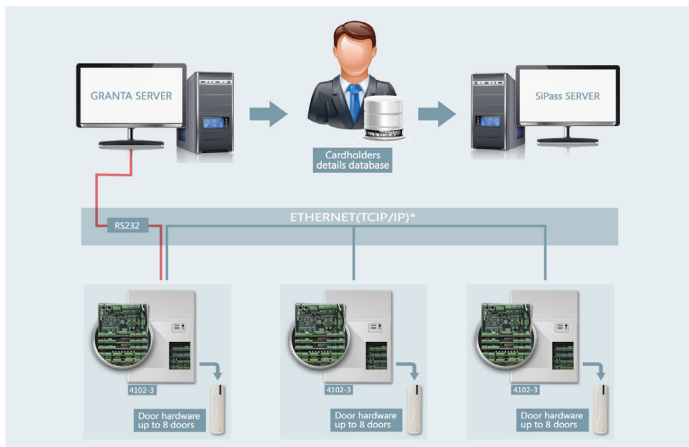 GRANTA SERVER
SiPass SERVER
Cardholders
details database
ETHERNET(TCIP/IP)*
RS232
4102-3
4102-3
4102-3
Door hardware
up to 8 doors
Door hardware
up to 8 doors
Door hardware
up to 8 doors